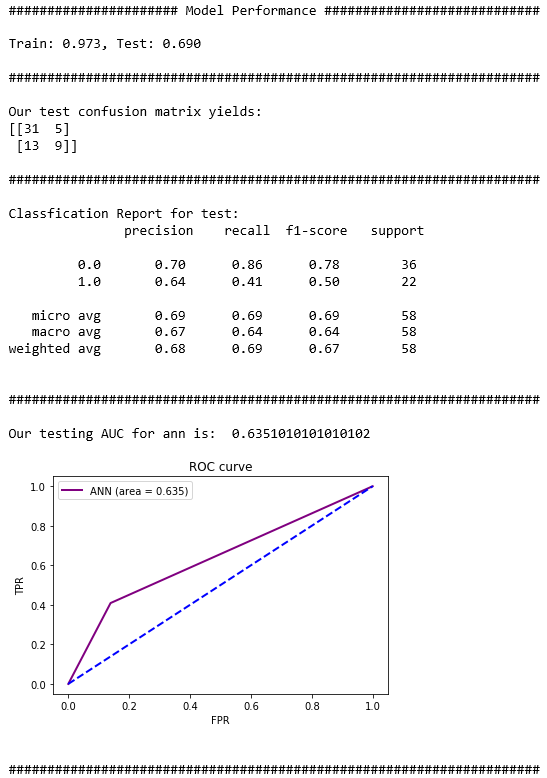 ###################### Model Performance ############################
Train: 0.973, Test: 0.690
#####################################################################
Our test confusion matrix yields:
[[31  5]
 [13  9]]
#####################################################################
Classfication Report for test:
              precision    recall  f1-score   support
         0.0       0.70      0.86      0.78        36
         1.0       0.64      0.41      0.50        22
   micro avg       0.69      0.69      0.69        58
   macro avg       0.67      0.64      0.64        58
weighted avg       0.68      0.69      0.67        58
#####################################################################
Our testing AUC for ann is:  0.6351010101010102
ROC curve
ANN (area = 0.635)
1.0
0.8
0.6
0.4
0.2
0.0
TPR
0.0 0.2 0.4 0.6 0.8 1.0
FPR
#####################################################################